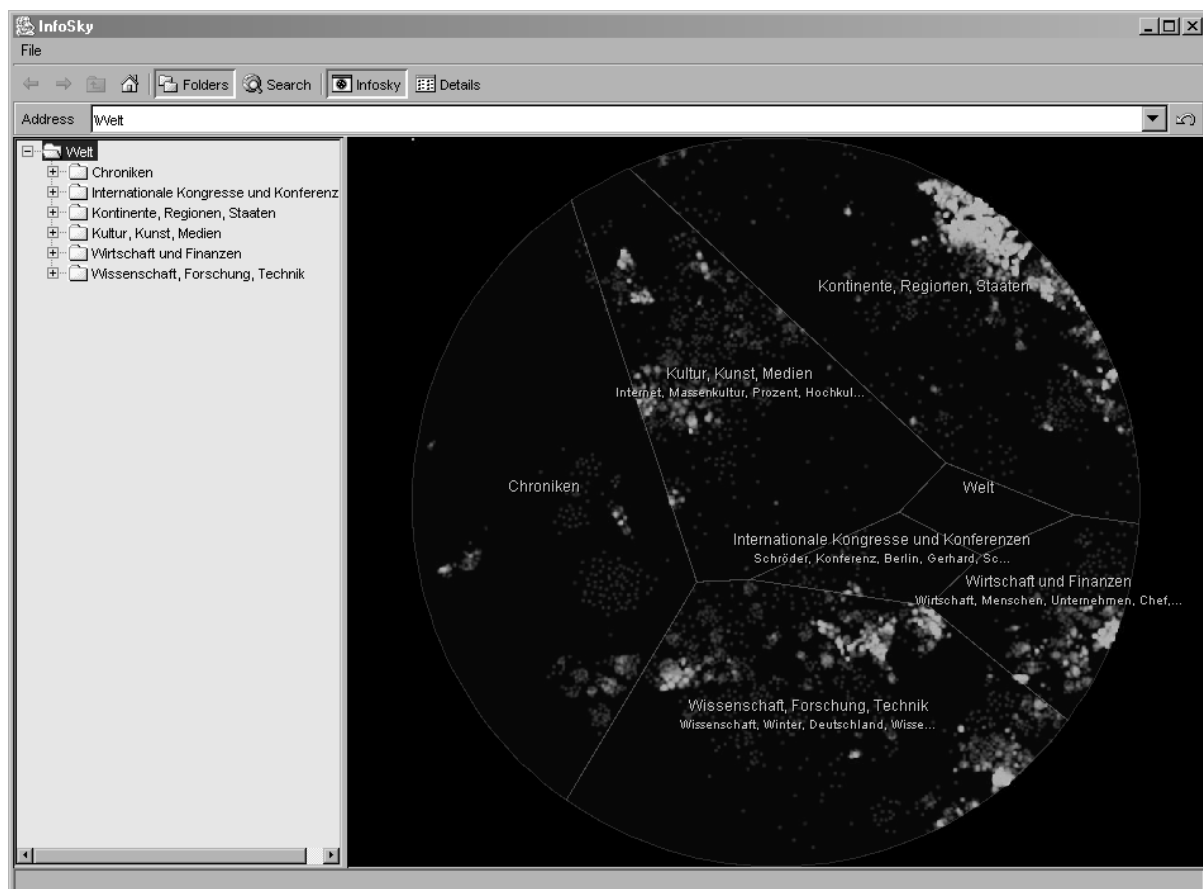 InfoSky
File
Folders Search Infosky Details
Address Welt
Welt
Chroniken
Internationale Kongresse und Konferenz
Kontinente, Regionen, Staaten
Kultur, Kunst, Medien
Wirtschaft und Finanzen
Wissenschaft, Forschung, Technik
Kontinente, Regionen, Staaten
Kultur, Kunst, Medien
Internet, Massenkultur, Prozent, Hochkul...
Chroniken
Welt
Internationale Kongresse und Konferenzen
Schröder, Konferenz, Berlin, Gerhard, Sc...
Wirtschaft und Finanzen
Wirtschaft, Menschen, Unternehmen, Chef,...
Wissenschaft, Forschung, Technik
Wissenschaft, Winter, Deutschland, Wisse...